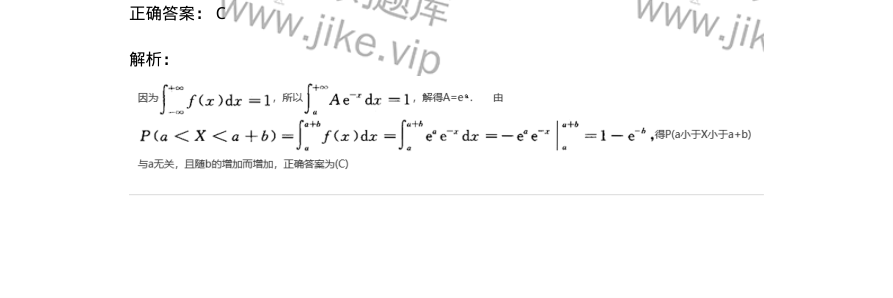 正确答案： C
题库
www.jike.vip
www.jik
解析：
因为∫_{-∞}^{+∞} f(x)dx=1，所以∫_a^{+∞} Ae^{-x}dx=1，解得A=e^a. 由
P(a<X<a+b)=∫_a^{a+b} f(x)dx=∫_a^{a+b} e^a e^{-x}dx=-e^a e^{-x}|_a^{a+b}=1-e^{-b},得P(a小于X小于a+b)
与a无关，且随b的增加而增加，正确答案为(C)